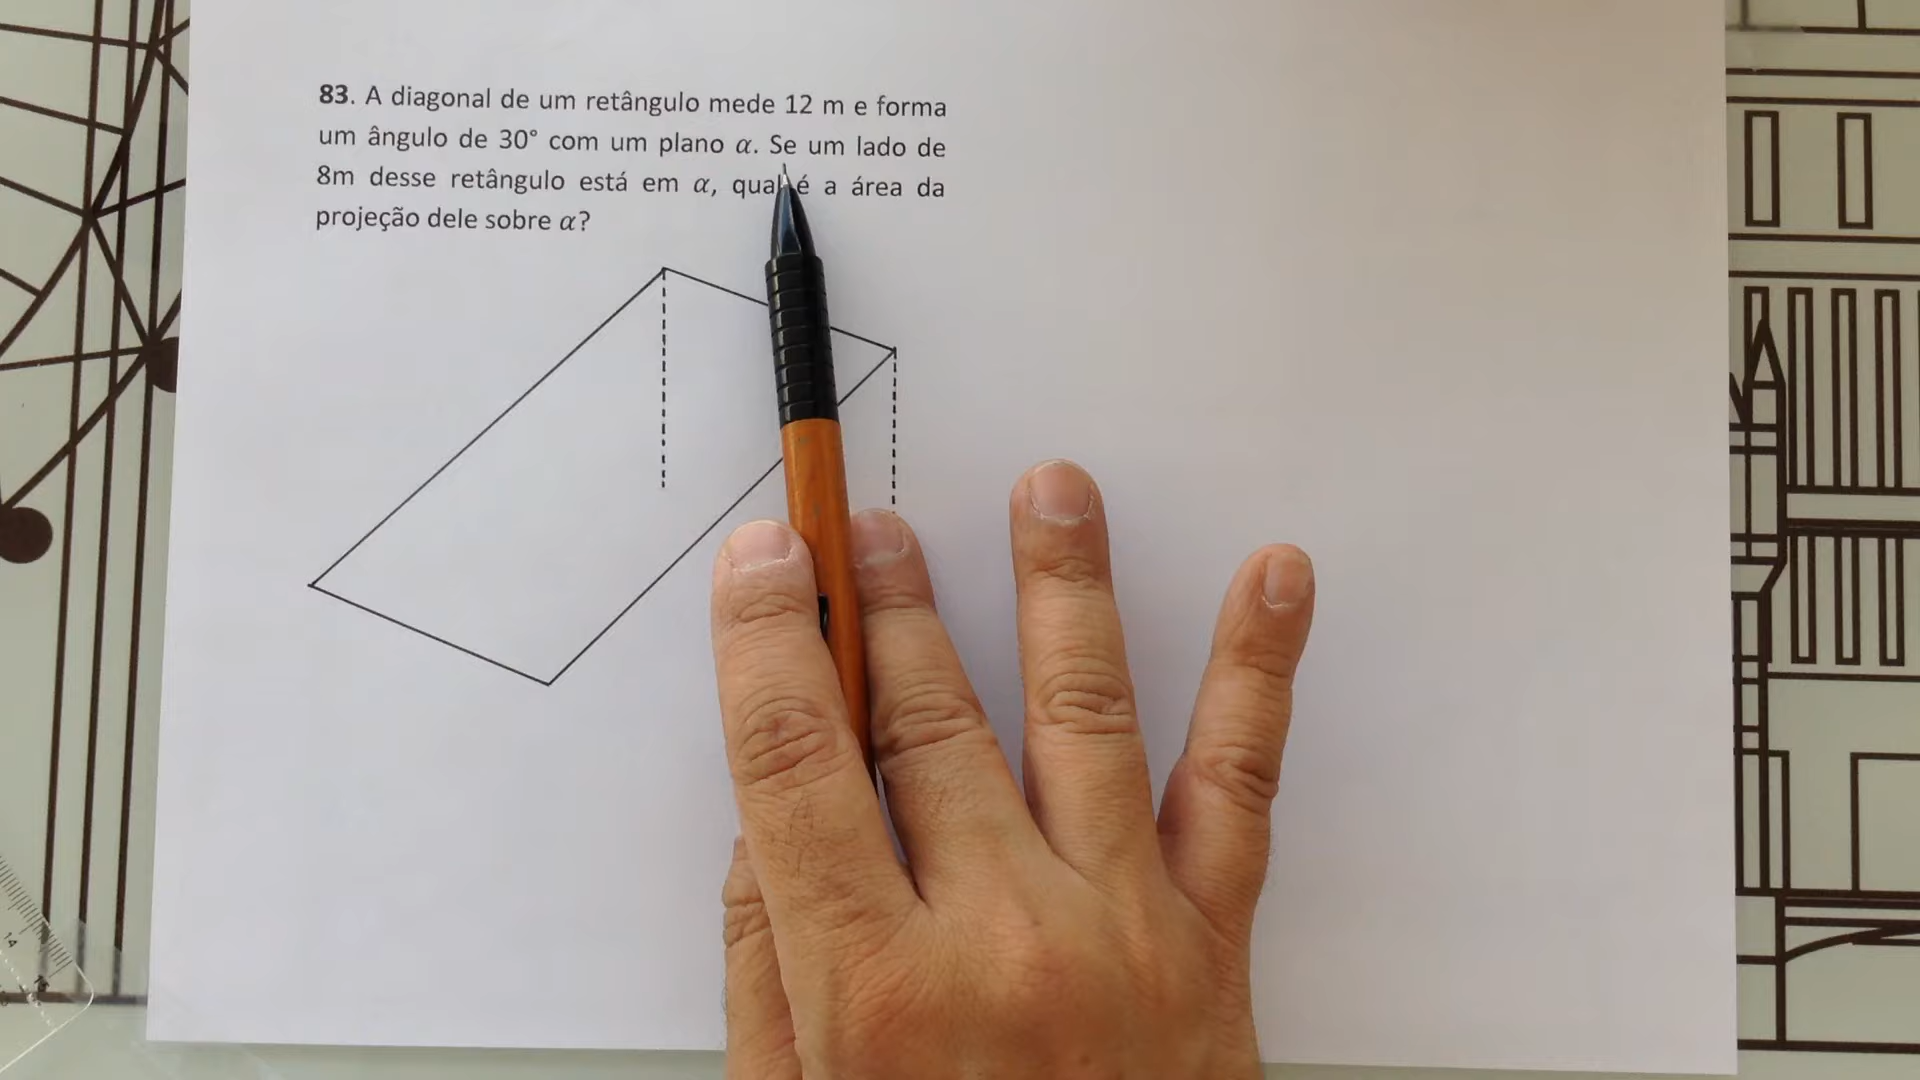 83. A diagonal de um retângulo mede 12 m e forma
um ângulo de 30° com um plano α. Se um lado de
8m desse retângulo está em α, qual é a área da
projeção dele sobre α?
14